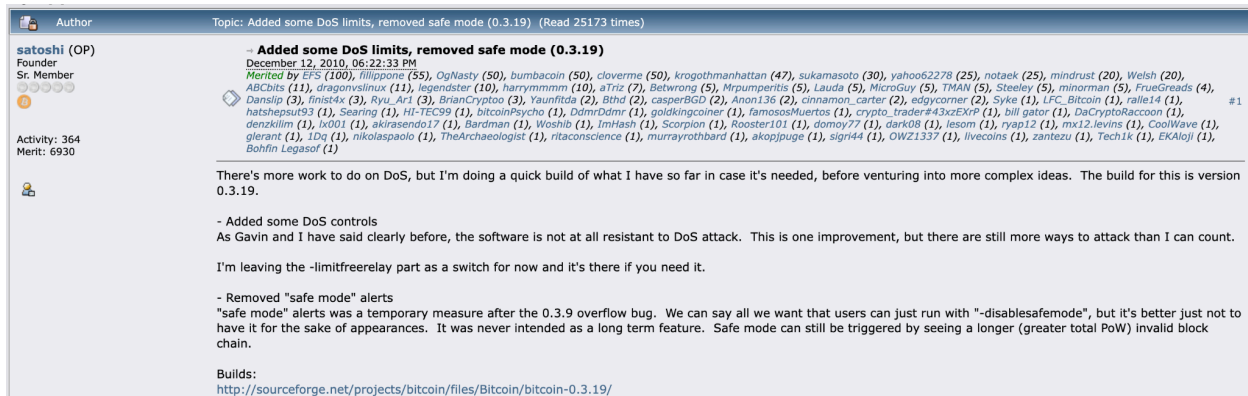 Author
Topic: Added some DoS limits, removed safe mode (0.3.19)  (Read 25173 times)
satoshi (OP)
Founder
Sr. Member
Activity: 364
Merit: 6930
Added some DoS limits, removed safe mode (0.3.19)
December 12, 2010, 06:22:33 PM
Merited by EFS (100), fillippone (55), OgNasty (50), bumbacoin (50), cloverme (50), krogothmanhattan (47), sukamasoto (30), yahoo62278 (25), notaek (25), mindrust (20), Welsh (20),
ABCbits (11), dragonvslinux (11), legendster (10), harrymmmm (10), aTriz (7), Betwrong (5), Mrpumperitis (5), Lauda (5), MicroGuy (5), TMAN (5), Steeley (5), minorman (5), FrueGreads (4),
Danslip (3), finist4x (3), Ryu_Ar1 (3), BrianCryptoo (3), Yaunfitda (2), Bthd (2), casperBGD (2), Anon136 (2), cinnamon_carter (2), edgycorner (2), Syke (1), LFC_Bitcoin (1), ralle14 (1),
hatshepsut93 (1), Searing (1), HI-TEC99 (1), bitcoinPsycho (1), DdmrDdmr (1), goldkingcoiner (1), famososMuertos (1), crypto_trader#43xzEXrP (1), bill gator (1), DaCryptoRaccoon (1),
denzkilim (1), lx001 (1), akirasendo17 (1), Bardman (1), Woshib (1), ImHash (1), Scorpion (1), Rooster101 (1), domoy77 (1), dark08 (1), lesom (1), ryap12 (1), mx12.levins (1), CoolWave (1),
glerant (1), 1Dq (1), nikolaspaolo (1), TheArchaeologist (1), ritaconscience (1), murrayrothbard (1), akopjpuge (1), sigri44 (1), OWZ1337 (1), livecoins (1), zantezu (1), Tech1k (1), EKAloji (1),
Bohfin Legasof (1)
#1
There's more work to do on DoS, but I'm doing a quick build of what I have so far in case it's needed, before venturing into more complex ideas.  The build for this is version
0.3.19.
- Added some DoS controls
As Gavin and I have said clearly before, the software is not at all resistant to DoS attack.  This is one improvement, but there are still more ways to attack than I can count.
I'm leaving the -limitfreerelay part as a switch for now and it's there if you need it.
- Removed "safe mode" alerts
"safe mode" alerts was a temporary measure after the 0.3.9 overflow bug.  We can say all we want that users can just run with "-disablesafemode", but it's better just not to
have it for the sake of appearances.  It was never intended as a long term feature.  Safe mode can still be triggered by seeing a longer (greater total PoW) invalid block
chain.
Builds:
http://sourceforge.net/projects/bitcoin/files/Bitcoin/bitcoin-0.3.19/